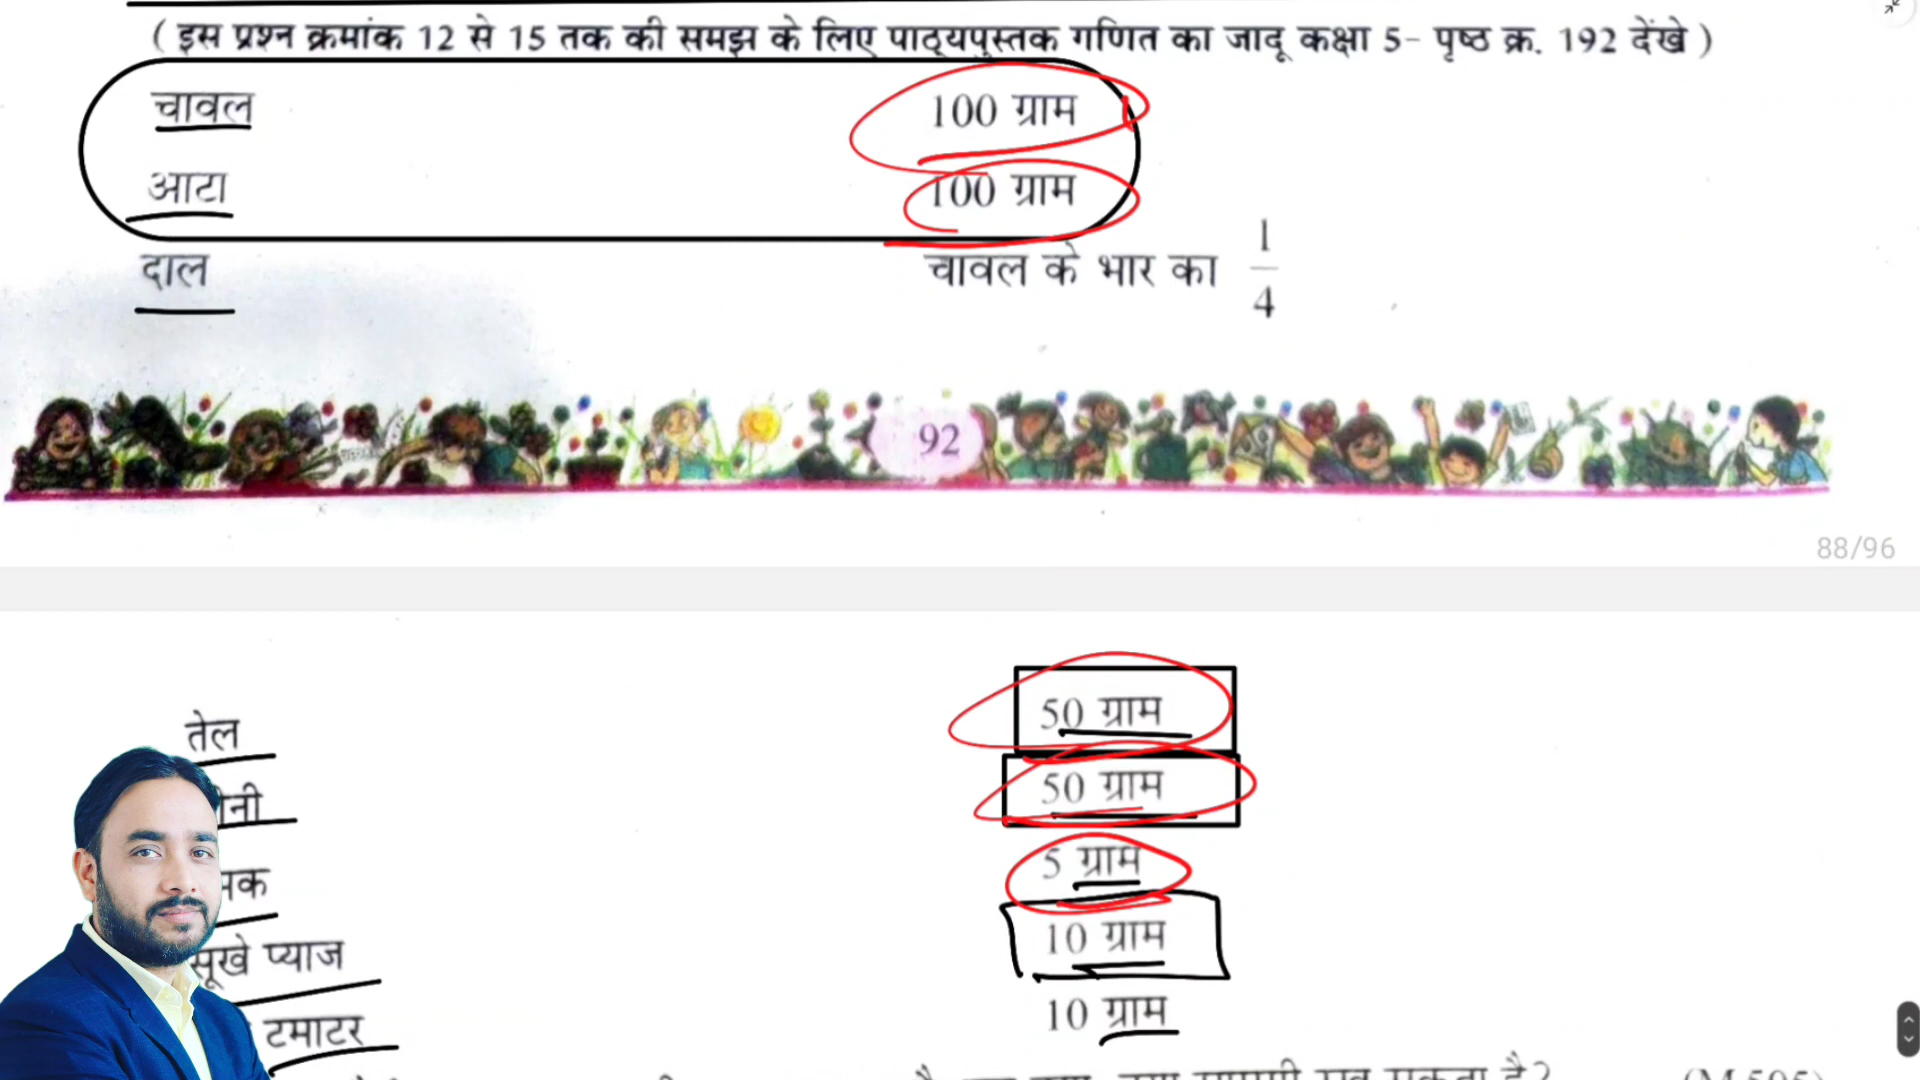 ( इस प्रश्न क्रमांक 12 से 15 तक की समझ के लिए पाठ्यपुस्तक गणित का जादू कक्षा 5- पृष्ठ क्र. 192 देंखे )
चावल 100 ग्राम
आटा 100 ग्राम
दाल चावल के भार का 1/4
92
88/96
तेल 50 ग्राम
नी 50 ग्राम
मक 5 ग्राम
सूखे प्याज 10 ग्राम
टमाटर 10 ग्राम